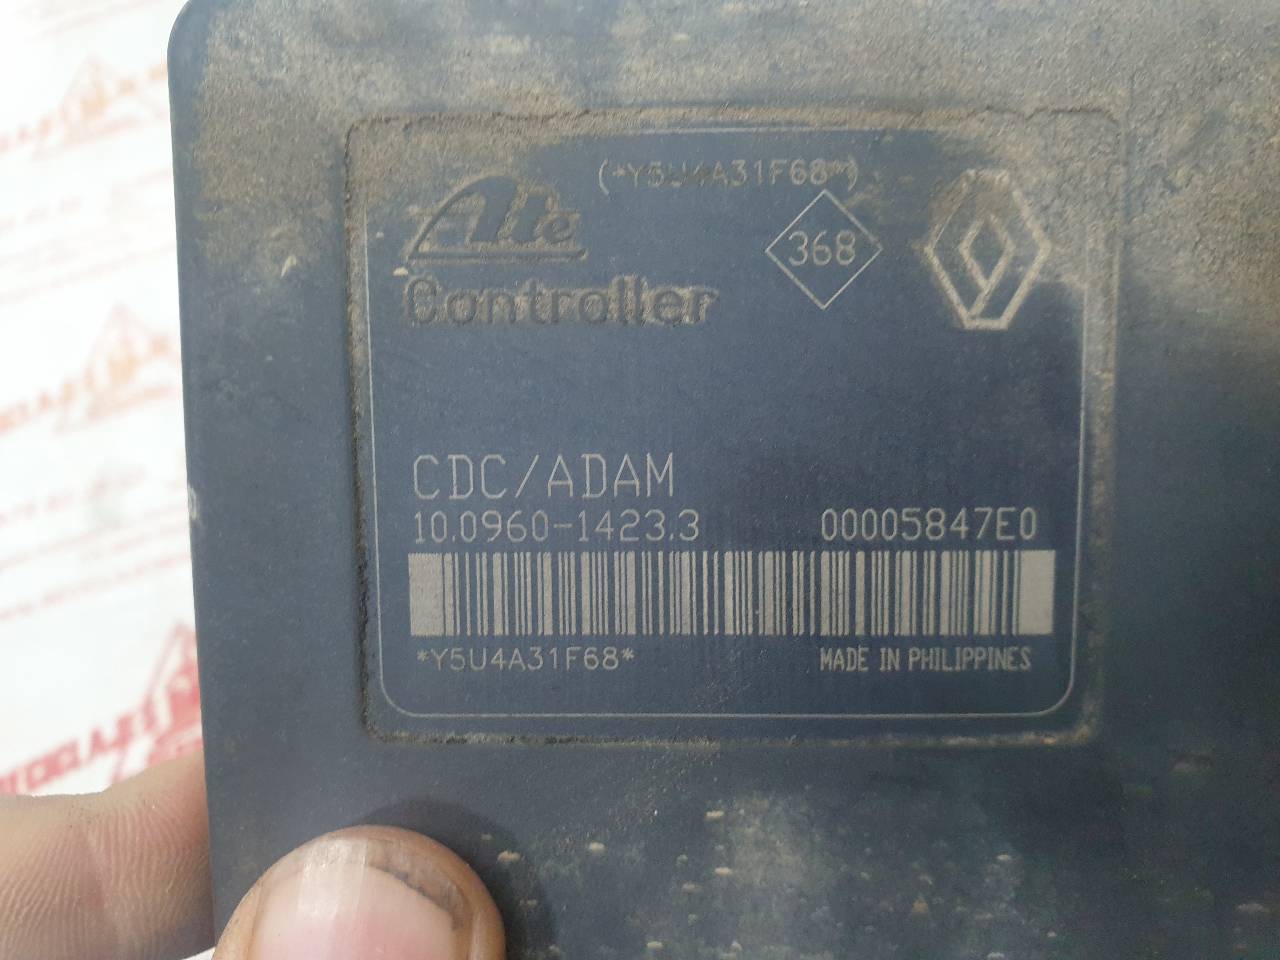 (*Y5U4A31F68*)
Ate
368
Controller
CDC/ADAM
10.0960-1423.3 00005847E0
*Y5U4A31F68* MADE IN PHILIPPINES